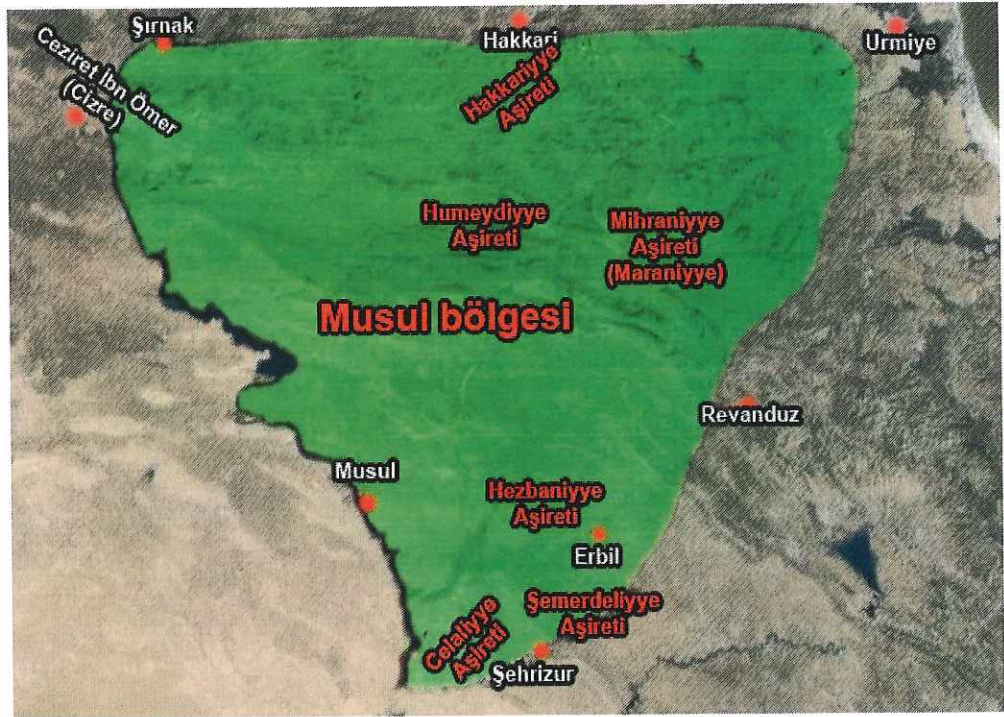 Şırnak
Hakkari
Urmiye
Ceziret İbn Ömer
(Cizre)
Hakkariyye
Aşireti
Humeydiyye
Aşireti
Mihraniyye
Aşireti
(Maraniyye)
Musul bölgesi
Revanduz
Musul
Hezbaniyye
Aşireti
Erbil
Şemerdeliyye
Aşireti
Celaliyye
Aşireti
Şehrizur